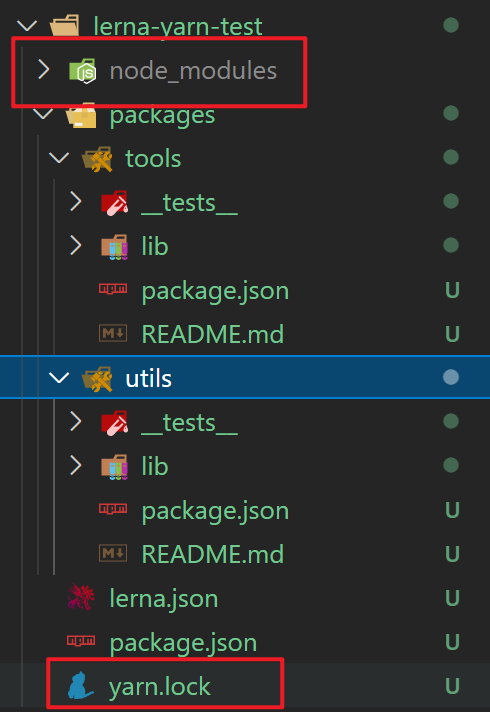 lerna-yarn-test
node_modules
packages
tools
__tests__
lib
package.json U
README.md U
utils
__tests__
lib
package.json U
README.md U
lerna.json U
package.json U
yarn.lock U